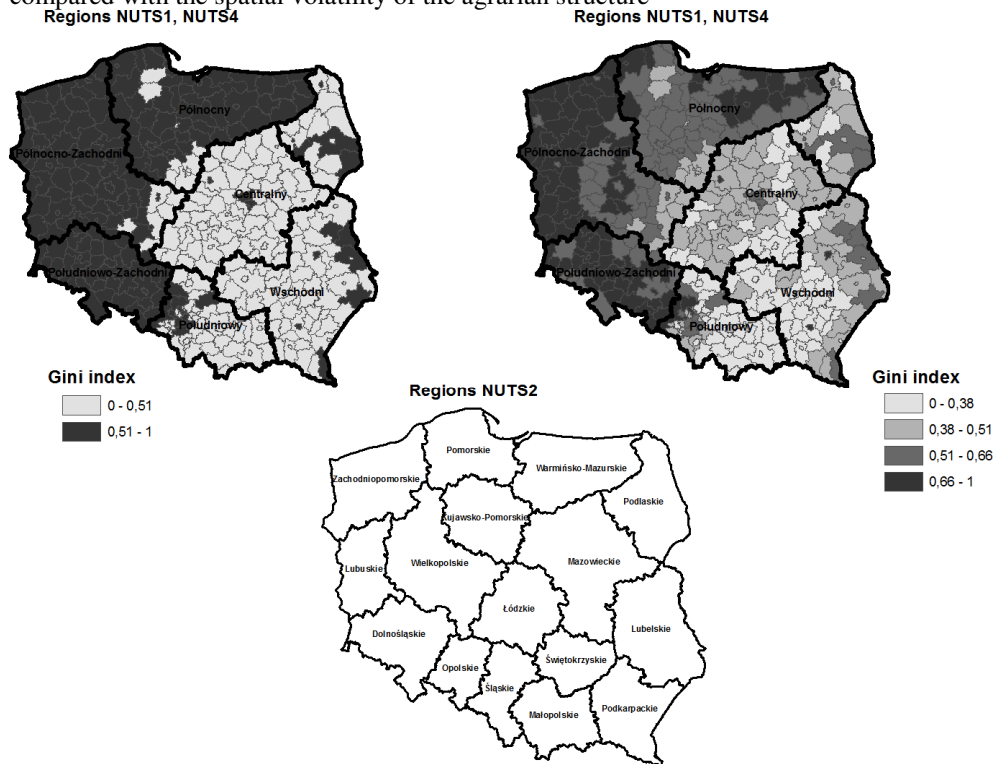 compared with the spatial volatility of the agrarian structure
Regions NUTS1, NUTS4
Północny
Północno-Zachodni
Centralny
Południowo-Zachodni
Wschodni
Południowy
Gini index
0 - 0,51
0,51 - 1
Regions NUTS1, NUTS4
Północny
Północno-Zachodni
Centralny
Południowo-Zachodni
Wschodni
Południowy
Gini index
0 - 0,38
0,38 - 0,51
0,51 - 0,66
0,66 - 1
Regions NUTS2
Pomorskie
Zachodniopomorskie
Warmińsko-Mazurskie
Podlaskie
Kujawsko-Pomorskie
Lubuskie
Wielkopolskie
Mazowieckie
Łódzkie
Dolnośląskie
Lubelskie
Opolskie
Świętokrzyskie
Śląskie
Małopolskie
Podkarpackie